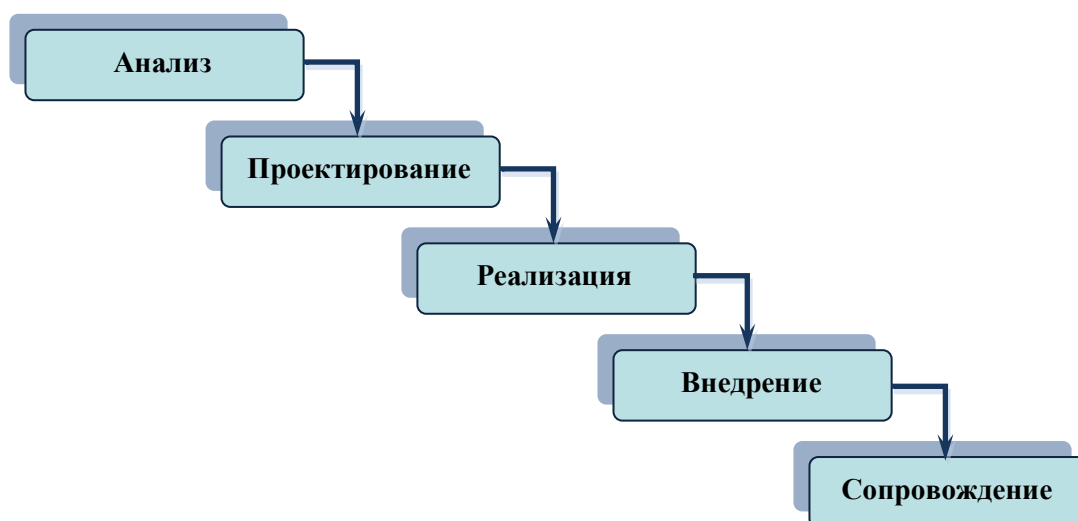 Анализ
Проектирование
Реализация
Внедрение
Сопровождение